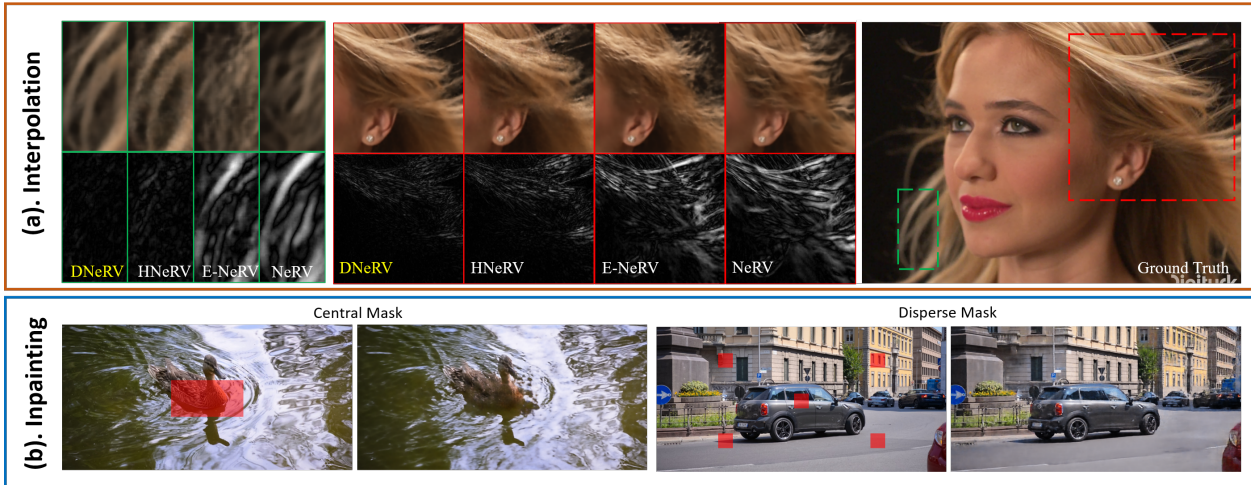 (a). Interpolation
DNeRV HNeRV E-NeRV NeRV
DNeRV HNeRV E-NeRV NeRV
Ground Truth
(b). Inpainting
Central Mask
Disperse Mask